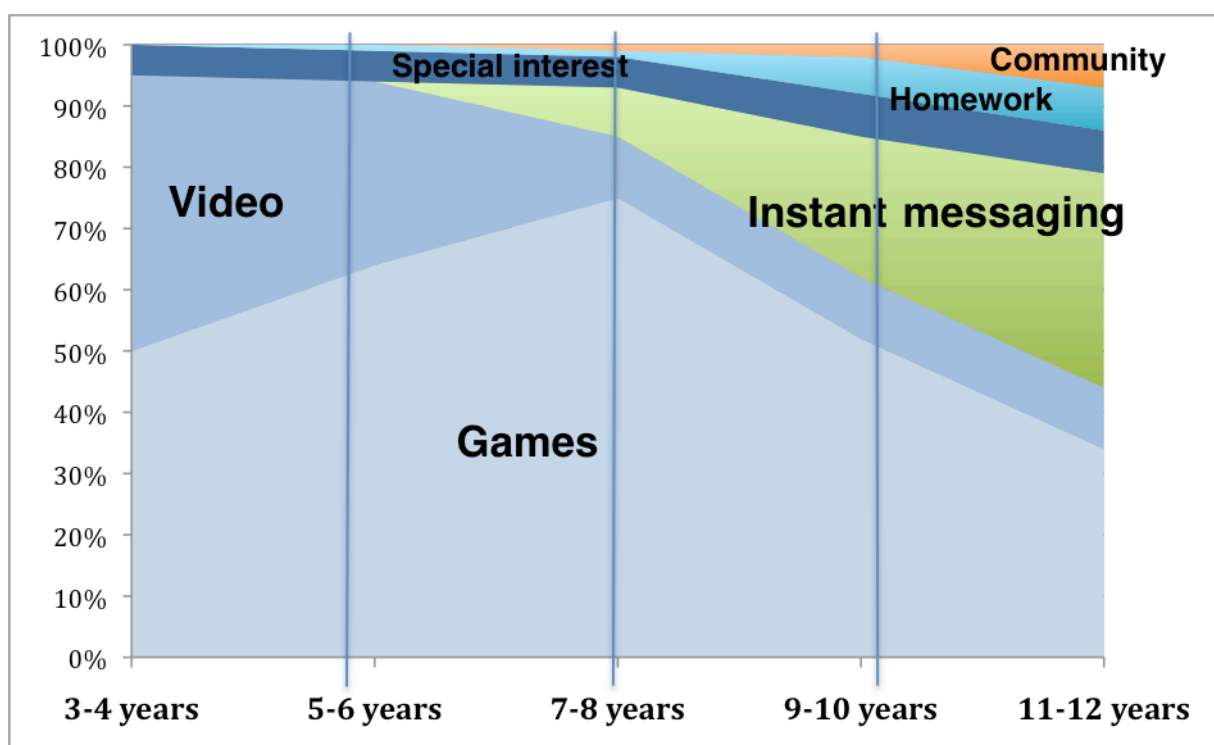 100%
90%
80%
70%
60%
50%
40%
30%
20%
10%
0%
Community
Special interest
Homework
Video
Instant messaging
Games
3-4 years
5-6 years
7-8 years
9-10 years
11-12 years